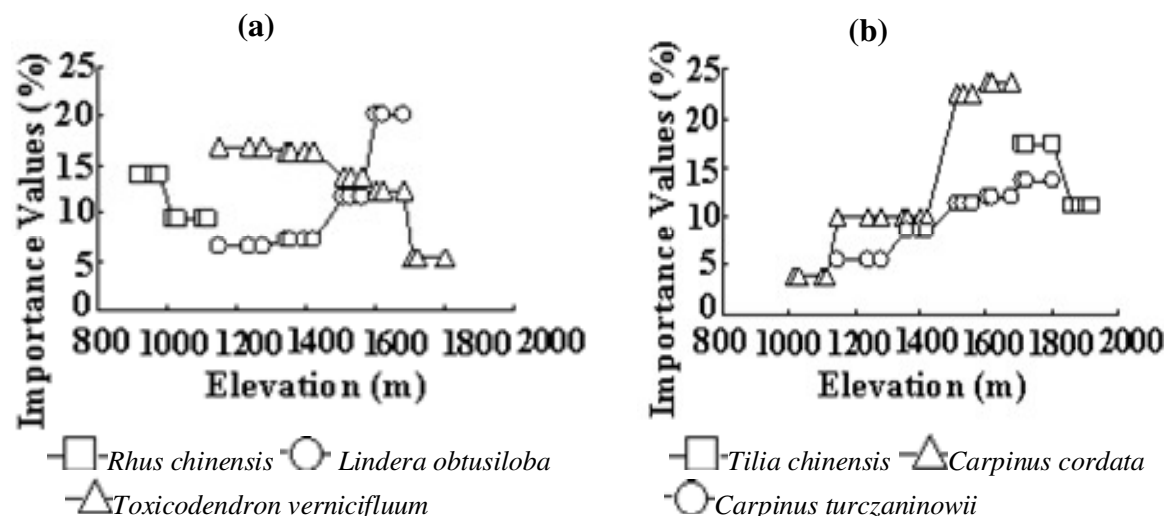 (a)
Importance Values (%)
25
20
15
10
5
0
800 1000 1200 1400 1600 1800 2000
Elevation (m)
Rhus chinensis Lindera obtusiloba
Toxicodendron vernicifluum
(b)
Importance Values (%)
25
20
15
10
5
0
800 1000 1200 1400 1600 1800 2000
Elevation (m)
Tilia chinensis Carpinus cordata
Carpinus turczaninowii